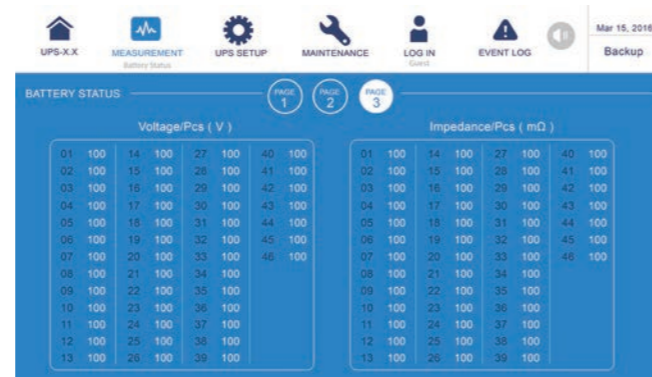 Mar 15, 2016
UPS-X.X MEASUREMENT UPS SETUP MAINTENANCE LOG IN EVENT LOG Backup
Battery Status Guest
BATTERY STATUS PAGE 1 PAGE 2 PAGE 3
Voltage/Pcs ( V ) Impedance/Pcs ( mΩ )
01 100 14 100 27 100 40 100 01 100 14 100 27 100 40 100
02 100 15 100 28 100 41 100 02 100 15 100 28 100 41 100
03 100 16 100 29 100 42 100 03 100 16 100 29 100 42 100
04 100 17 100 30 100 43 100 04 100 17 100 30 100 43 100
05 100 18 100 31 100 44 100 05 100 18 100 31 100 44 100
06 100 19 100 32 100 45 100 06 100 19 100 32 100 45 100
07 100 20 100 33 100 46 100 07 100 20 100 33 100 46 100
08 100 21 100 34 100 08 100 21 100 34 100
09 100 22 100 35 100 09 100 22 100 35 100
10 100 23 100 36 100 10 100 23 100 36 100
11 100 24 100 37 100 11 100 24 100 37 100
12 100 25 100 38 100 12 100 25 100 38 100
13 100 26 100 39 100 13 100 26 100 39 100